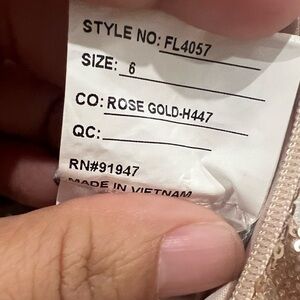 STYLE NO: FL4057
SIZE: 6
CO: ROSE GOLD-H447
QC:
RN#91947
MADE IN VIETNAM